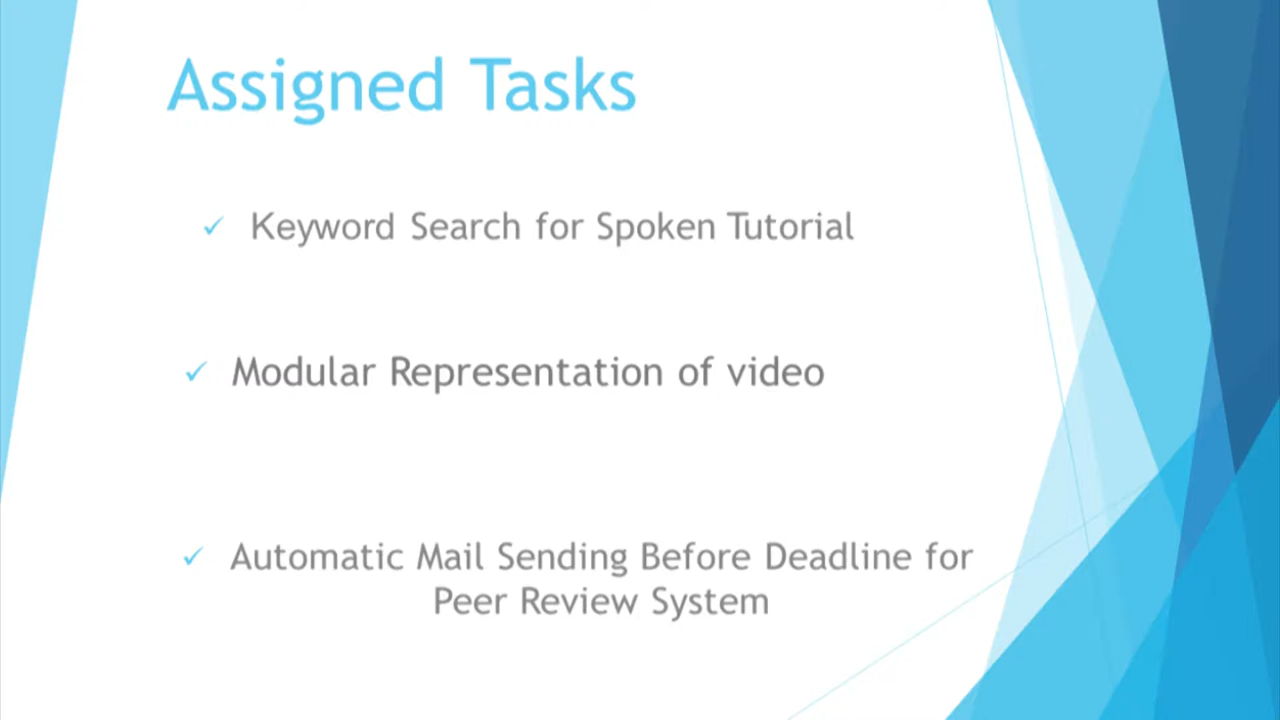 Assigned Tasks
✓ Keyword Search for Spoken Tutorial
✓ Modular Representation of video
✓ Automatic Mail Sending Before Deadline for
Peer Review System